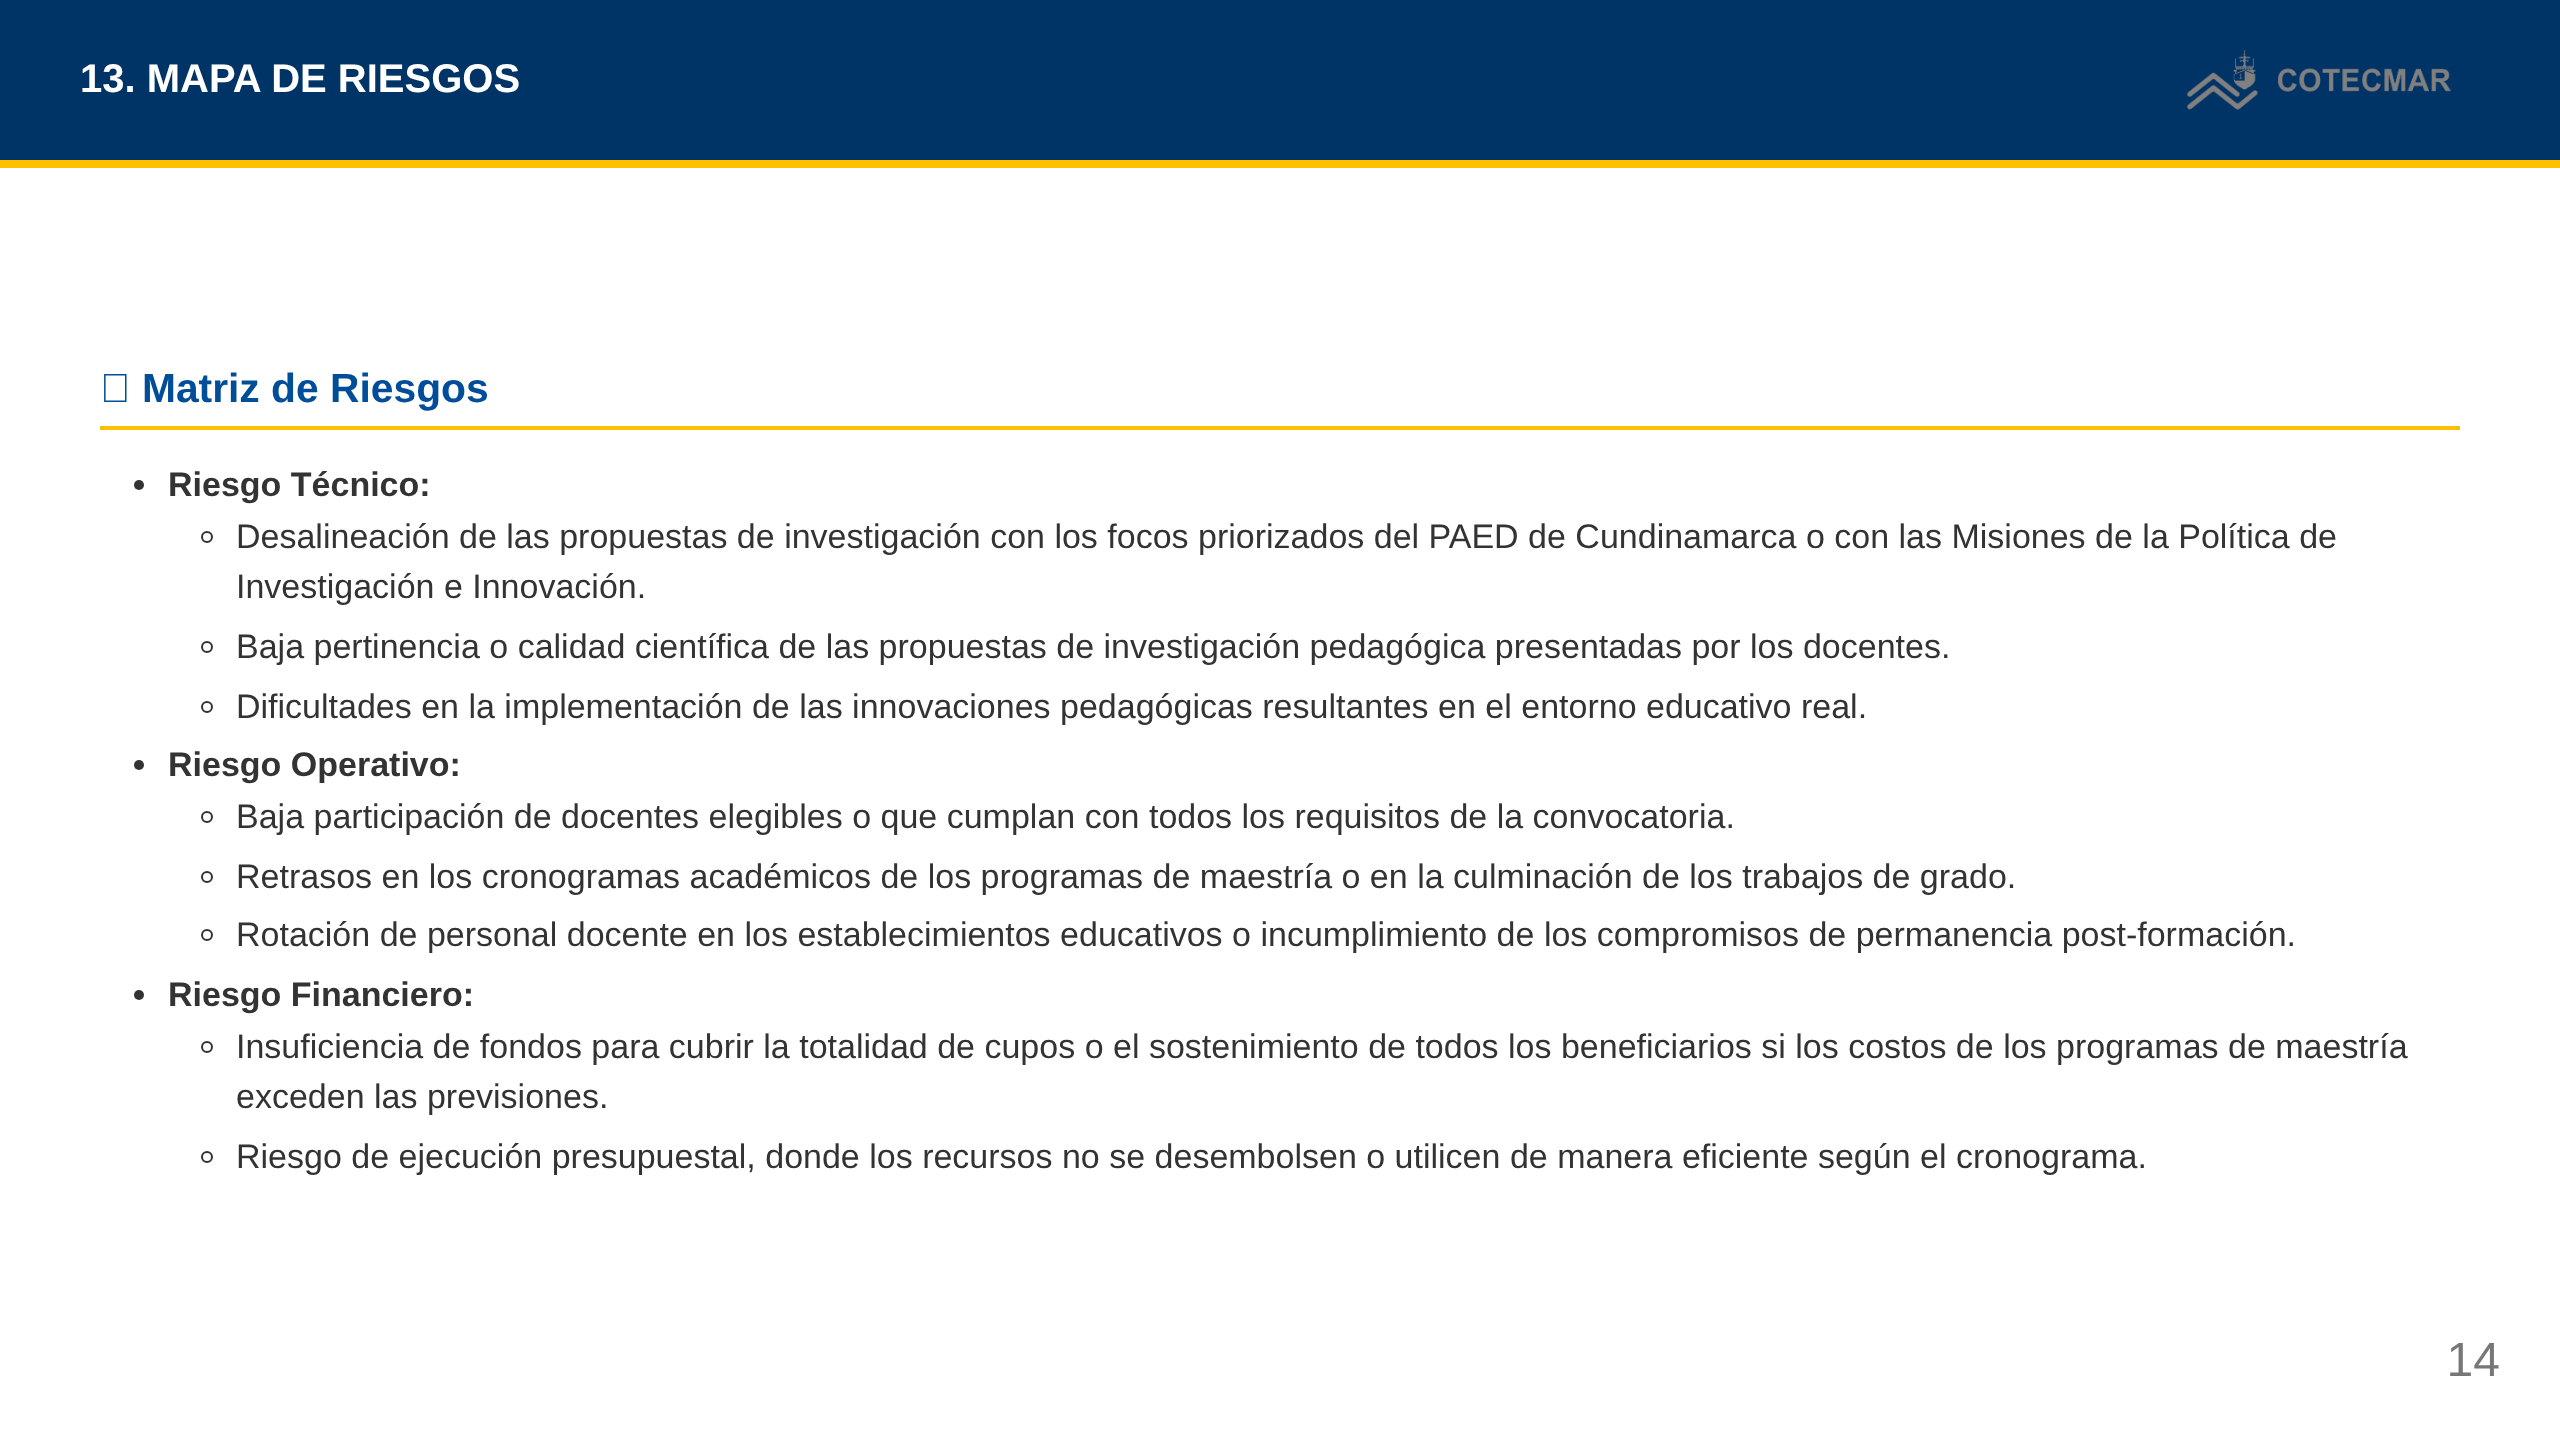 13. MAPA DE RIESGOS
COTECMAR
Matriz de Riesgos
• Riesgo Técnico:
◦ Desalineación de las propuestas de investigación con los focos priorizados del PAED de Cundinamarca o con las Misiones de la Política de
Investigación e Innovación.
◦ Baja pertinencia o calidad científica de las propuestas de investigación pedagógica presentadas por los docentes.
◦ Dificultades en la implementación de las innovaciones pedagógicas resultantes en el entorno educativo real.
• Riesgo Operativo:
◦ Baja participación de docentes elegibles o que cumplan con todos los requisitos de la convocatoria.
◦ Retrasos en los cronogramas académicos de los programas de maestría o en la culminación de los trabajos de grado.
◦ Rotación de personal docente en los establecimientos educativos o incumplimiento de los compromisos de permanencia post-formación.
• Riesgo Financiero:
◦ Insuficiencia de fondos para cubrir la totalidad de cupos o el sostenimiento de todos los beneficiarios si los costos de los programas de maestría
exceden las previsiones.
◦ Riesgo de ejecución presupuestal, donde los recursos no se desembolsen o utilicen de manera eficiente según el cronograma.
14